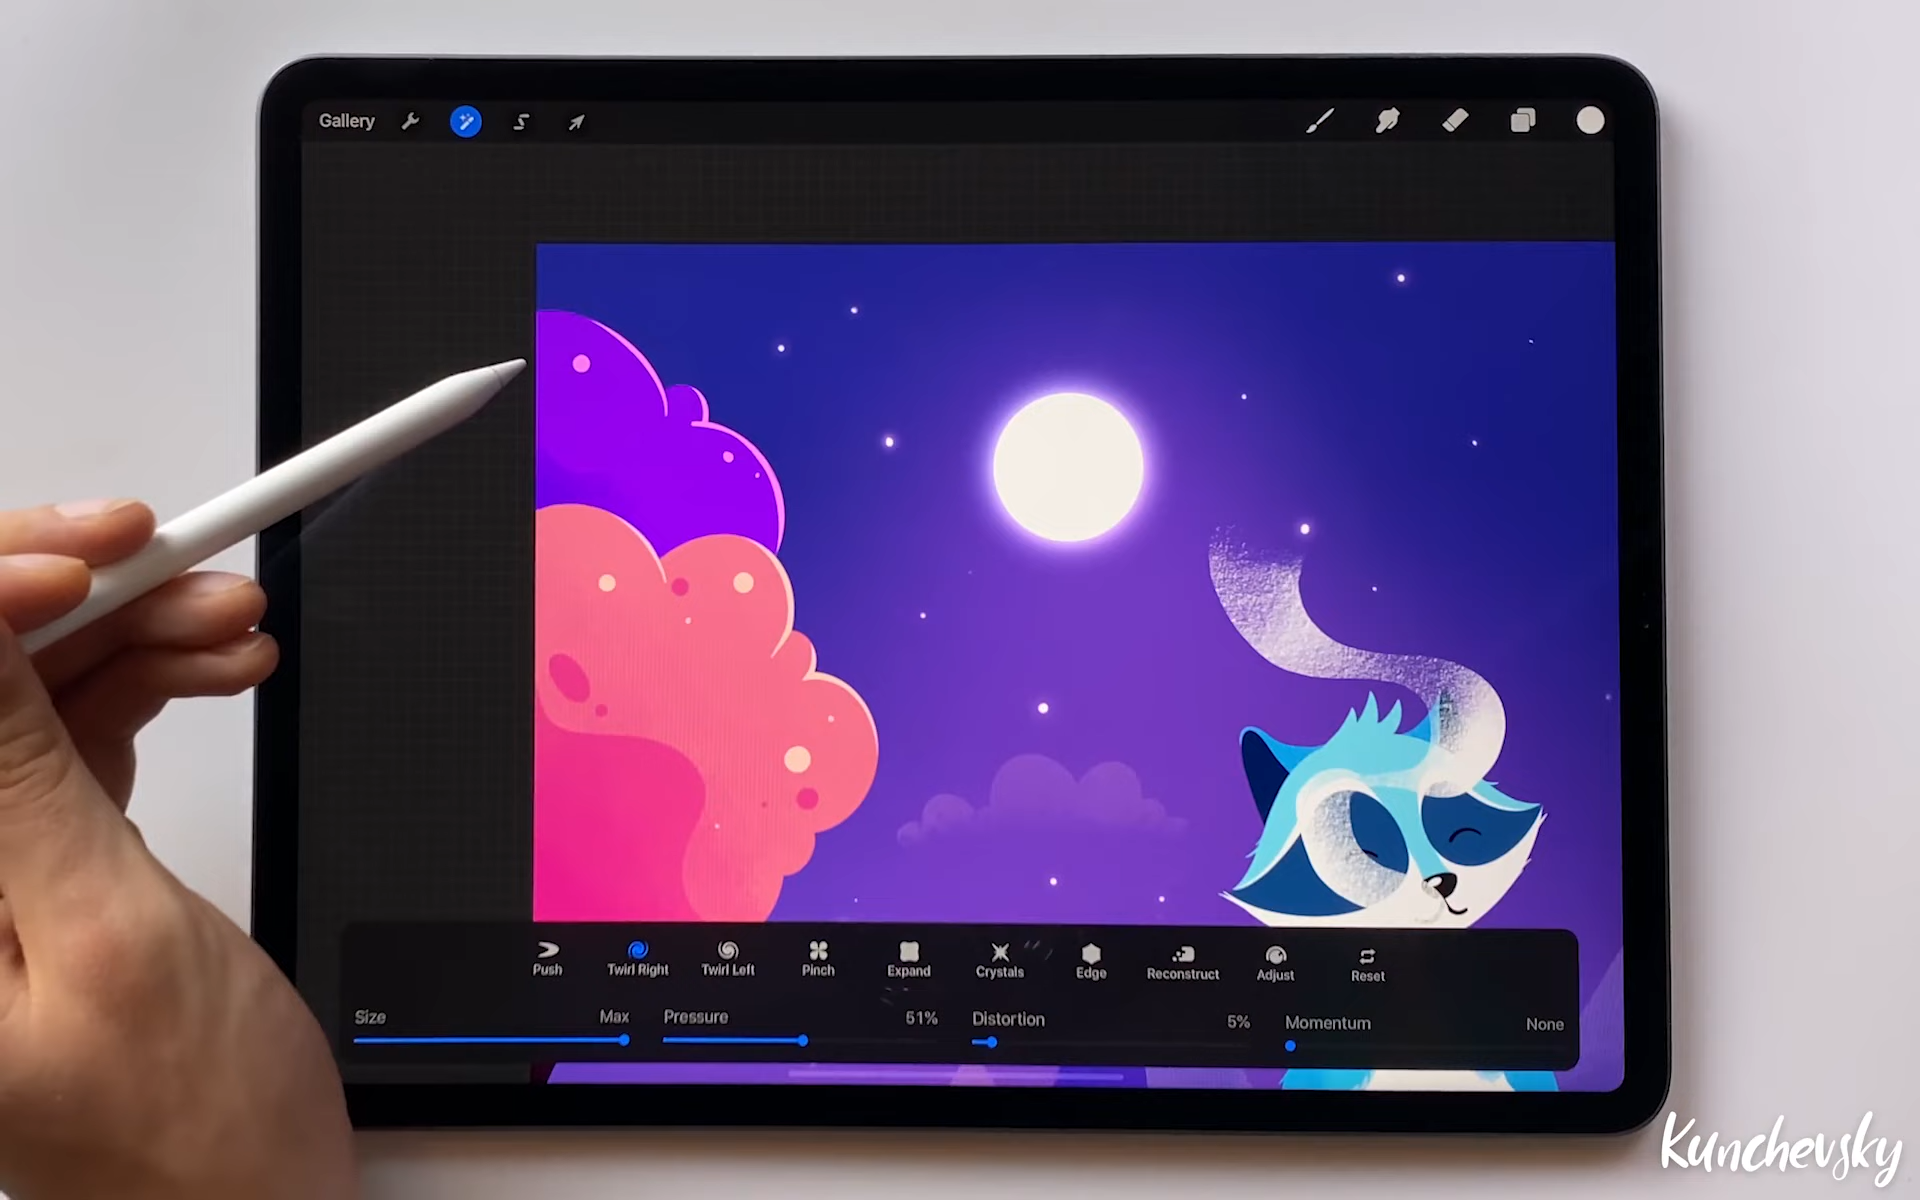 Gallery
Push Twirl Right Twirl Left Pinch Expand Crystals Edge Reconstruct Adjust Reset
Size Max Pressure 51% Distortion 5% Momentum None
Kunchevsky